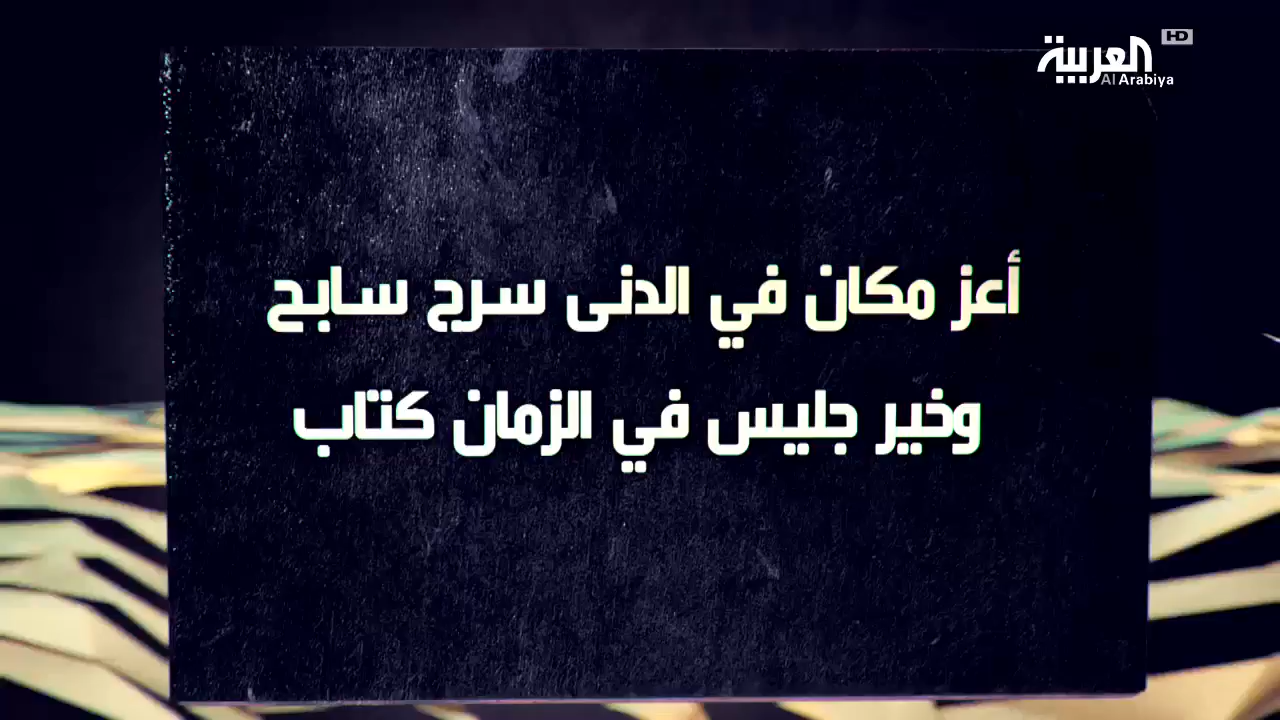 HD
العربية
Al Arabiya
أعز مكان في الدنى سرج سابح
وخير جليس في الزمان كتاب